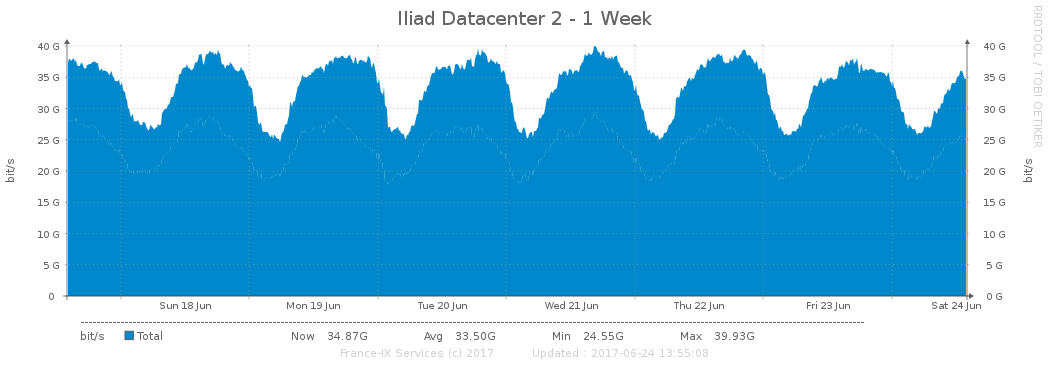 Iliad Datacenter 2 - 1 Week
RRDTOOL / TOBI OETIKER
40 G 40 G
35 G 35 G
30 G 30 G
25 G 25 G
20 G 20 G
15 G 15 G
10 G 10 G
5 G 5 G
0 0 G
bit/s bit/s
Sun 18 Jun Mon 19 Jun Tue 20 Jun Wed 21 Jun Thu 22 Jun Fri 23 Jun Sat 24 Jun
bit/s Total Now 34.87G Avg 33.50G Min 24.55G Max 39.93G
France-IX Services (c) 2017 Updated : 2017-06-24 13:55:08